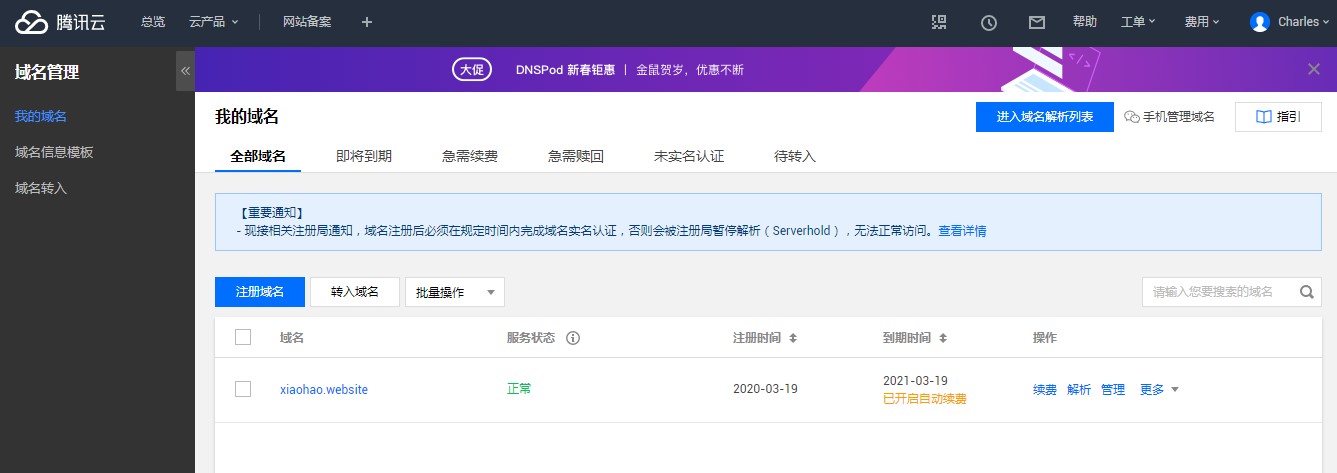 腾讯云 总览 云产品 网站备案 + 帮助 工单 费用 Charles
域名管理
我的域名
域名信息模板
域名转入
大促 DNSPod 新春钜惠 | 金鼠贺岁，优惠不断
我的域名 进入域名解析列表 手机管理域名 指引
全部域名 即将到期 急需续费 急需赎回 未实名认证 待转入
【重要通知】
- 现接相关注册局通知，域名注册后必须在规定时间内完成域名实名认证，否则会被注册局暂停解析（Serverhold），无法正常访问。查看详情
注册域名 转入域名 批量操作 请输入您要搜索的域名
域名 服务状态 注册时间 到期时间 操作
xiaohao.website 正常 2020-03-19 2021-03-19 续费 解析 管理 更多
已开启自动续费